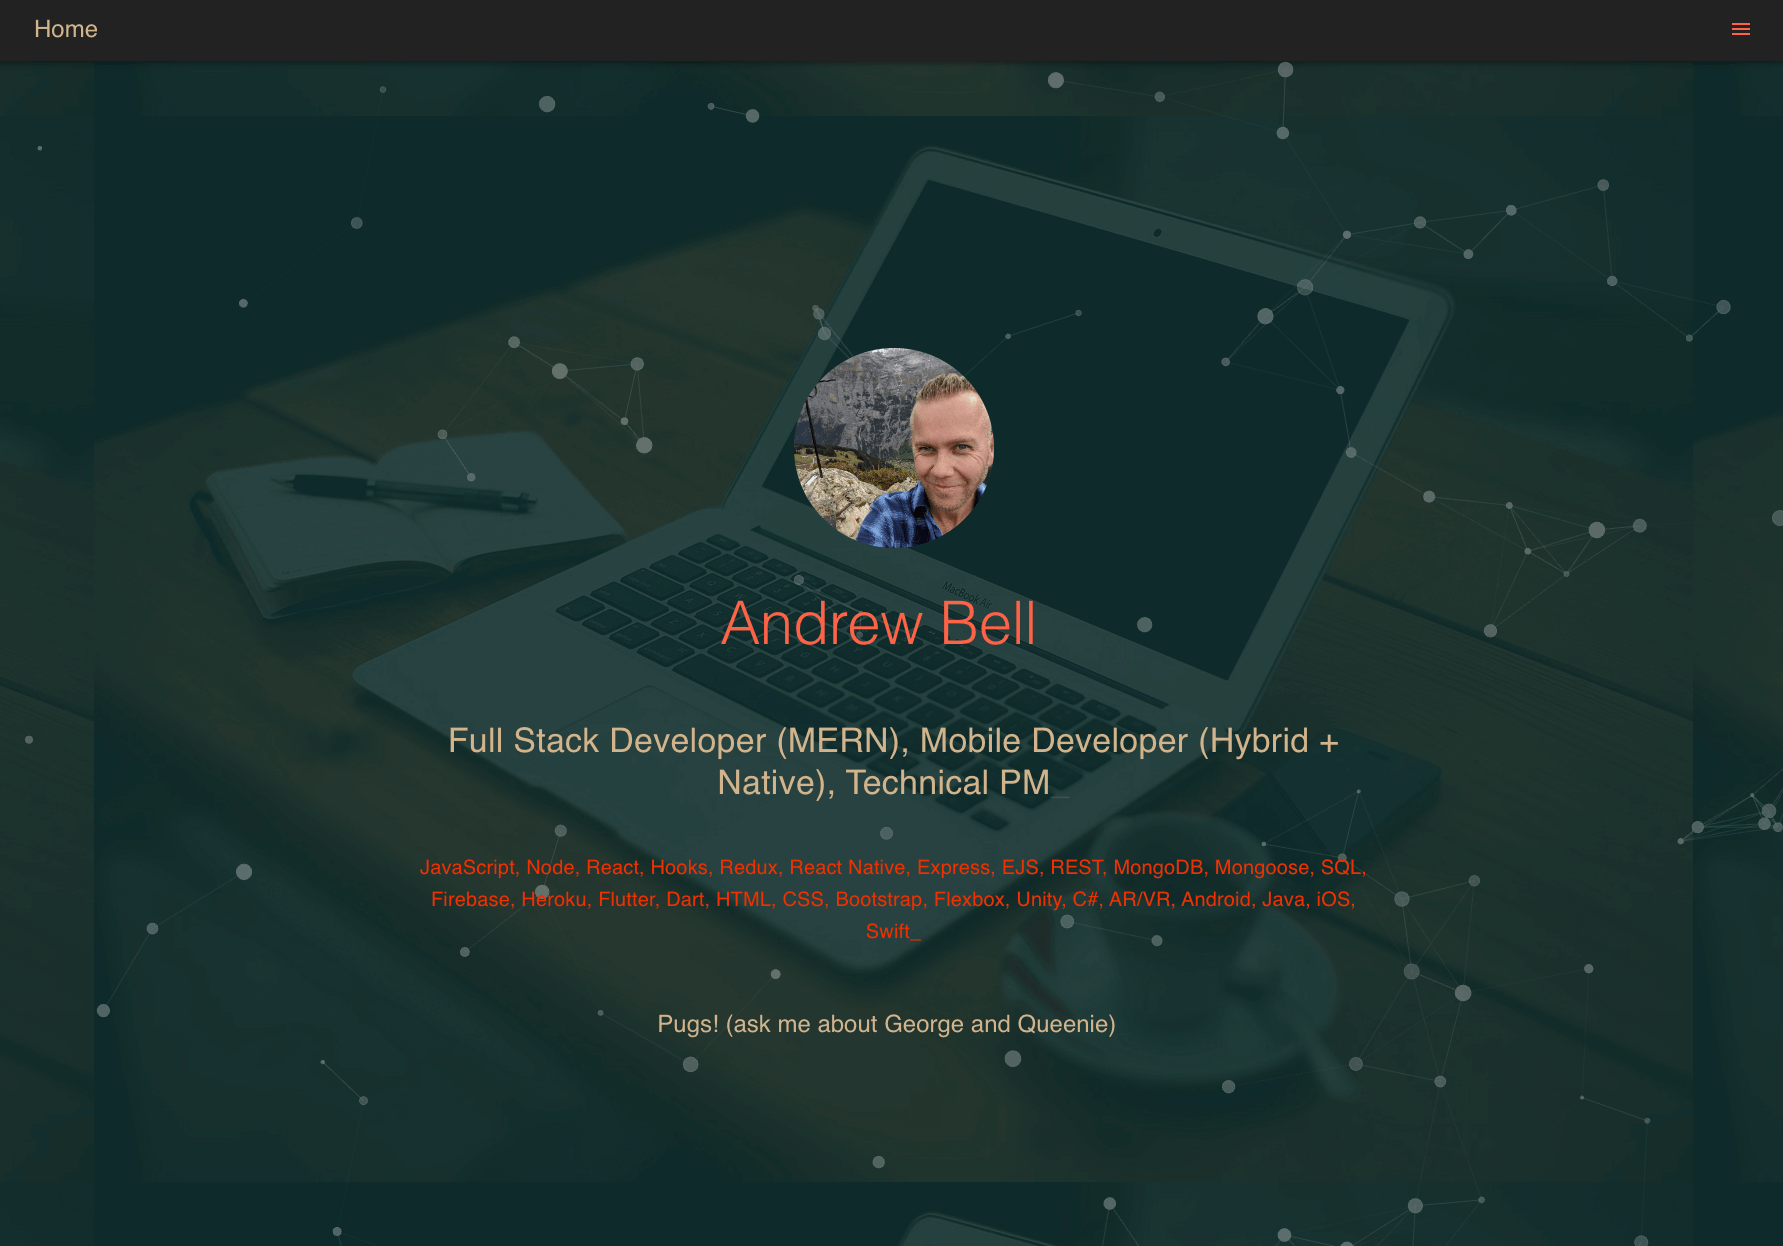 Home
MacBook Air
Andrew Bell
Full Stack Developer (MERN), Mobile Developer (Hybrid +
Native), Technical PM_
JavaScript, Node, React, Hooks, Redux, React Native, Express, EJS, REST, MongoDB, Mongoose, SQL,
Firebase, Heroku, Flutter, Dart, HTML, CSS, Bootstrap, Flexbox, Unity, C#, AR/VR, Android, Java, iOS,
Swift_
Pugs! (ask me about George and Queenie)